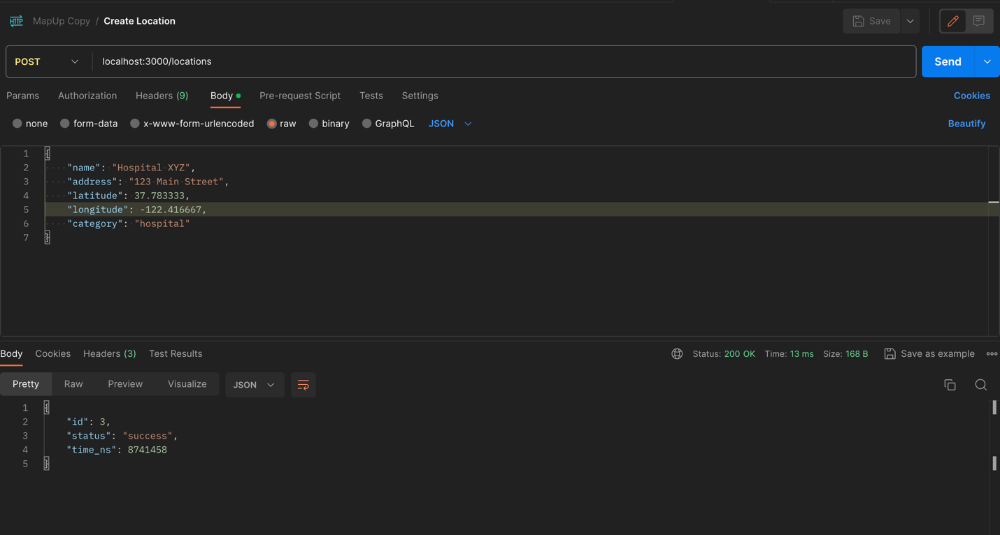 HTTP MapUp Copy / Create Location Save
POST localhost:3000/locations Send
Params Authorization Headers (9) Body Pre-request Script Tests Settings Cookies
none form-data x-www-form-urlencoded raw binary GraphQL JSON Beautify
1 {
2 "name": "Hospital XYZ",
3 "address": "123 Main Street",
4 "latitude": 37.783333,
5 "longitude": -122.416667,
6 "category": "hospital"
7 }
Body Cookies Headers (3) Test Results Status: 200 OK Time: 13 ms Size: 168 B Save as example
Pretty Raw Preview Visualize JSON
1 {
2 "id": 3,
3 "status": "success",
4 "time_ns": 8741458
5 }